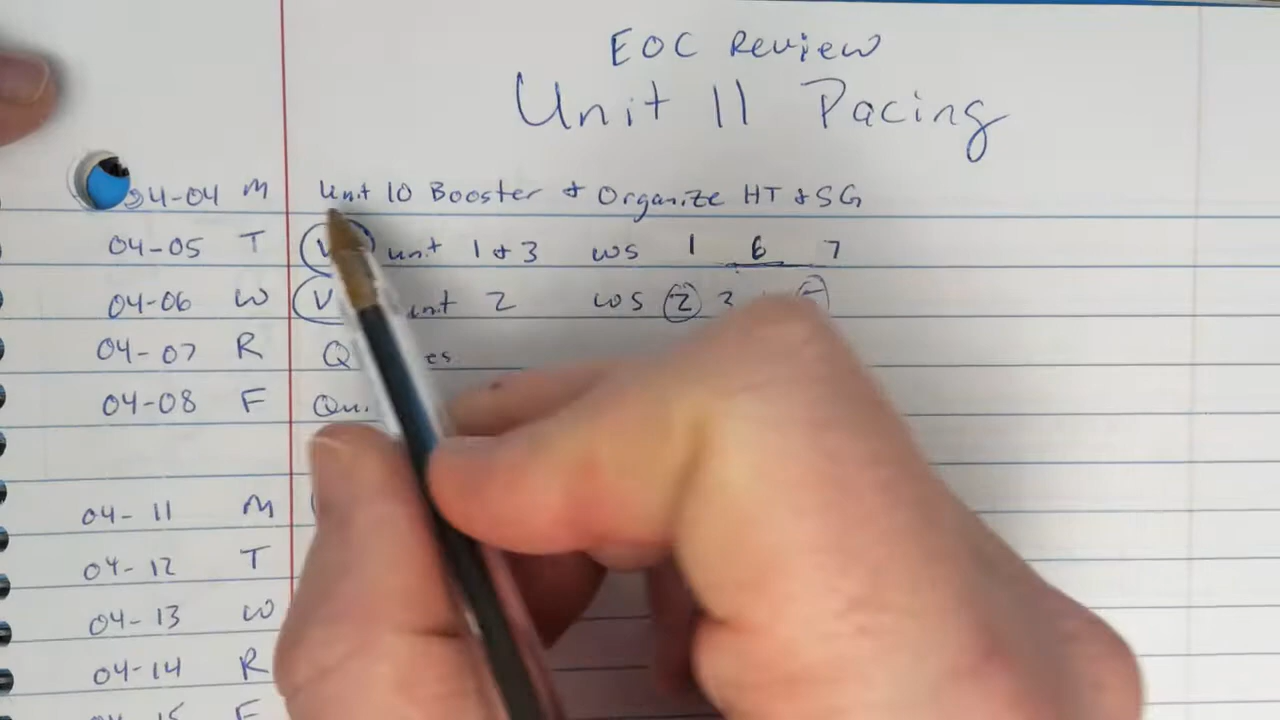 EOC Review
Unit 11 Pacing
04-04 M Unit 10 Booster & Organize HT & SG
04-05 T unit 1 & 3 ws 1 6 7
04-06 W unit 2 ws 2
04-07 R
04-08 F
04-11 M
04-12 T
04-13 W
04-14 R
04-15 F